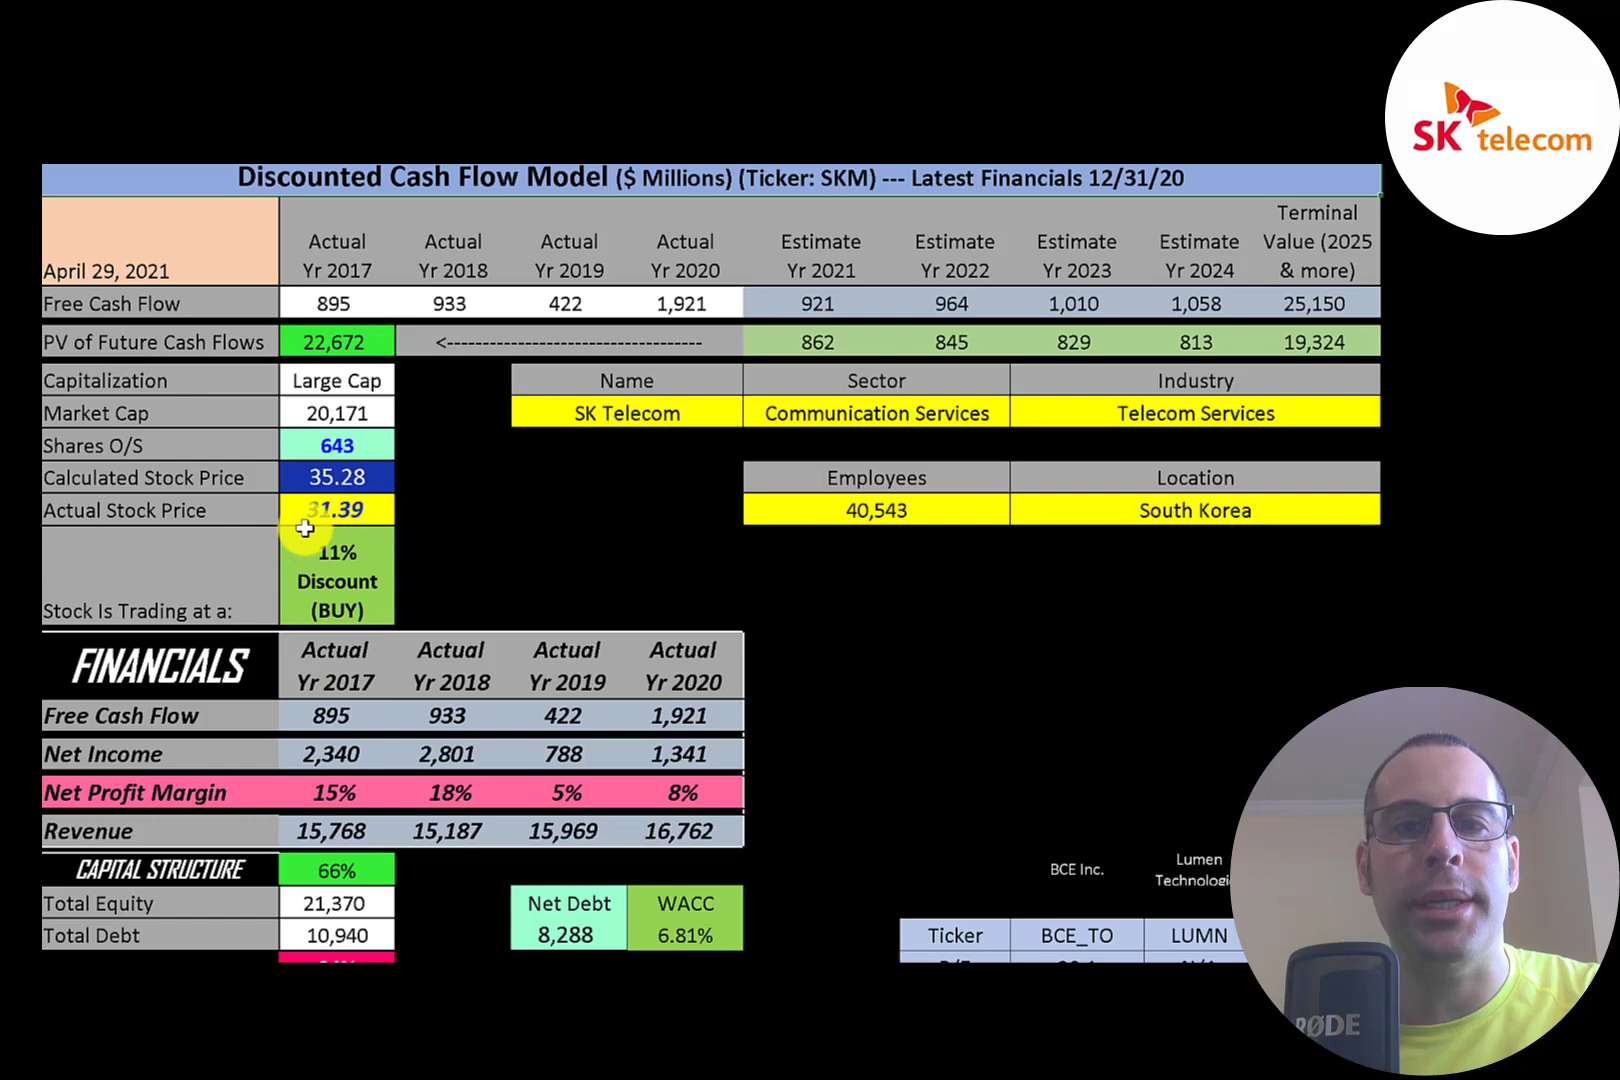 SK telecom
Discounted Cash Flow Model ($ Millions) (Ticker: SKM) --- Latest Financials 12/31/20
April 29, 2021 Actual Yr 2017 Actual Yr 2018 Actual Yr 2019 Actual Yr 2020 Estimate Yr 2021 Estimate Yr 2022 Estimate Yr 2023 Estimate Yr 2024 Terminal Value (2025 & more)
Free Cash Flow 895 933 422 1,921 921 964 1,010 1,058 25,150
PV of Future Cash Flows 22,672 <----------------------------------- 862 845 829 813 19,324
Capitalization Large Cap Name Sector Industry
Market Cap 20,171 SK Telecom Communication Services Telecom Services
Shares O/S 643
Calculated Stock Price 35.28 Employees Location
Actual Stock Price 31.39 40,543 South Korea
Stock Is Trading at a: 11% Discount (BUY)
FINANCIALS Actual Yr 2017 Actual Yr 2018 Actual Yr 2019 Actual Yr 2020
Free Cash Flow 895 933 422 1,921
Net Income 2,340 2,801 788 1,341
Net Profit Margin 15% 18% 5% 8%
Revenue 15,768 15,187 15,969 16,762
CAPITAL STRUCTURE 66% BCE Inc. Lumen
Total Equity 21,370 Net Debt WACC
Total Debt 10,940 8,288 6.81% Ticker BCE_TO LUMN
RØDE